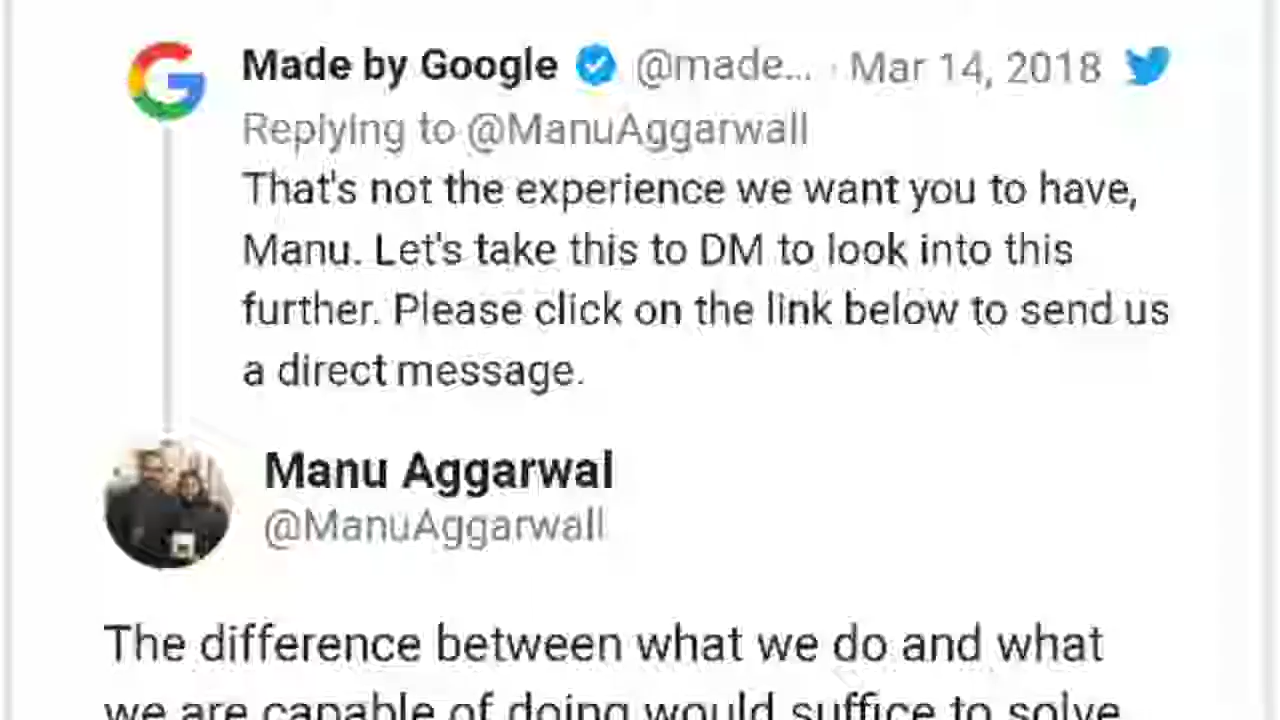 Made by Google @made... · Mar 14, 2018
Replying to @ManuAggarwall
That's not the experience we want you to have,
Manu. Let's take this to DM to look into this
further. Please click on the link below to send us
a direct message.
Manu Aggarwal
@ManuAggarwall
The difference between what we do and what
we are capable of doing would suffice to solve